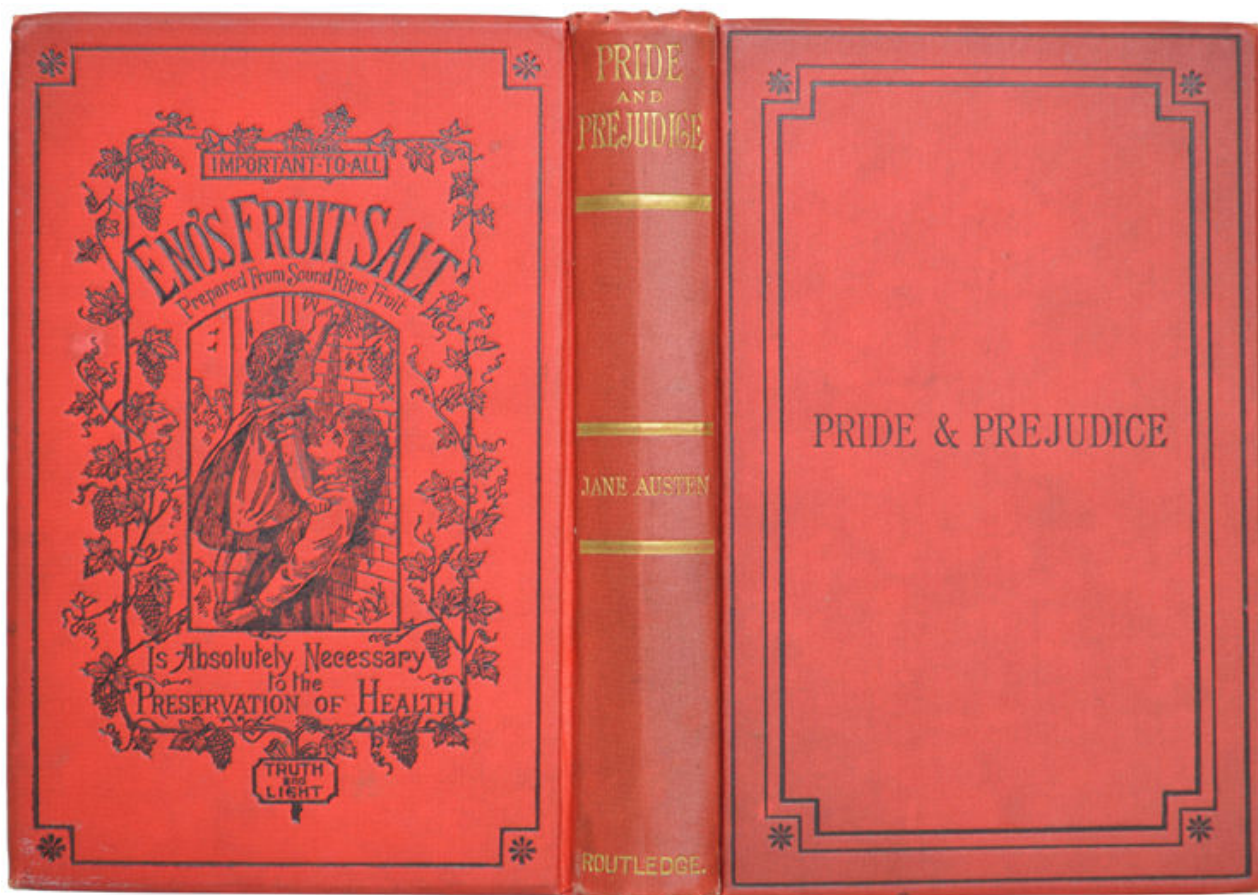 IMPORTANT·TO·ALL
ENO'S FRUIT SALT
Prepared From Sound Ripe Fruit
Is Absolutely Necessary
to the
PRESERVATION OF HEALTH
TRUTH
and
LIGHT
PRIDE
AND
PREJUDICE
JANE AUSTEN
ROUTLEDGE.
PRIDE & PREJUDICE